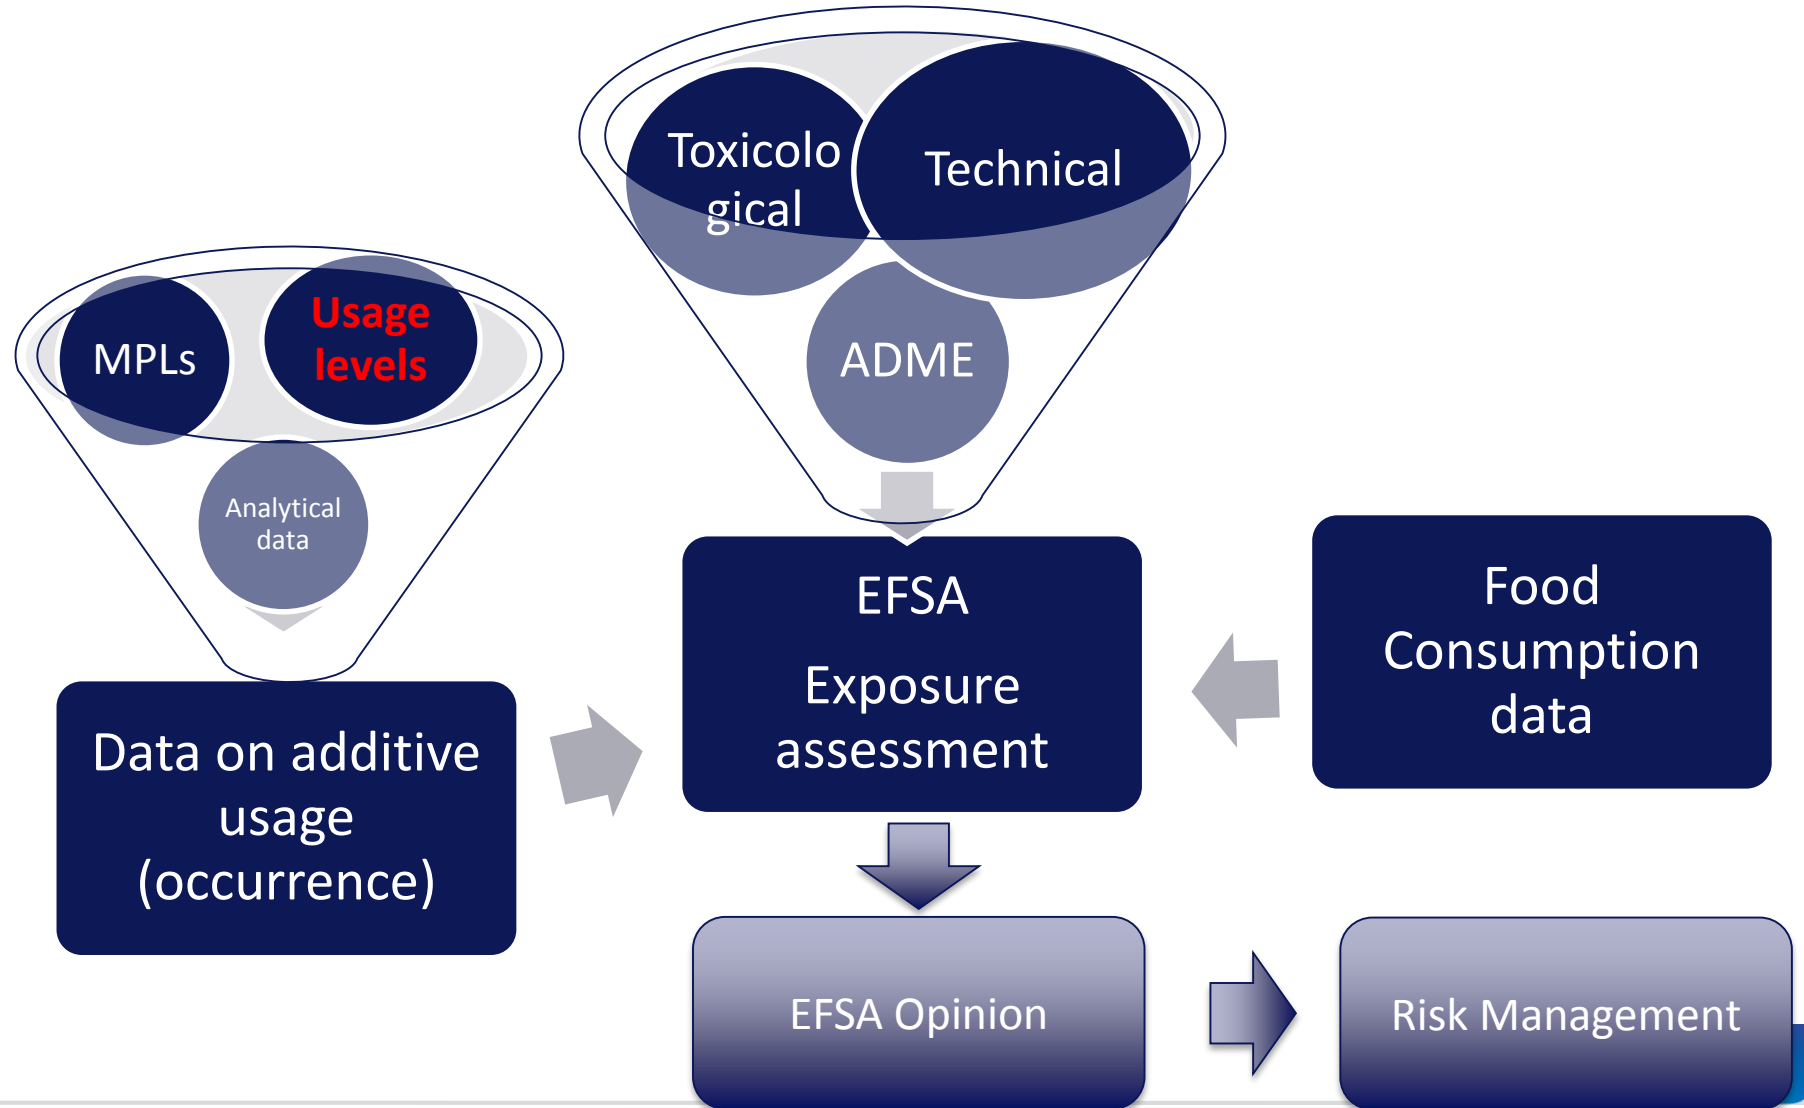 Toxicolo
gical
Technical
ADME
MPLs
Usage
levels
Analytical
data
Data on additive
usage
(occurrence)
EFSA
Exposure
assessment
Food
Consumption
data
EFSA Opinion
Risk Management